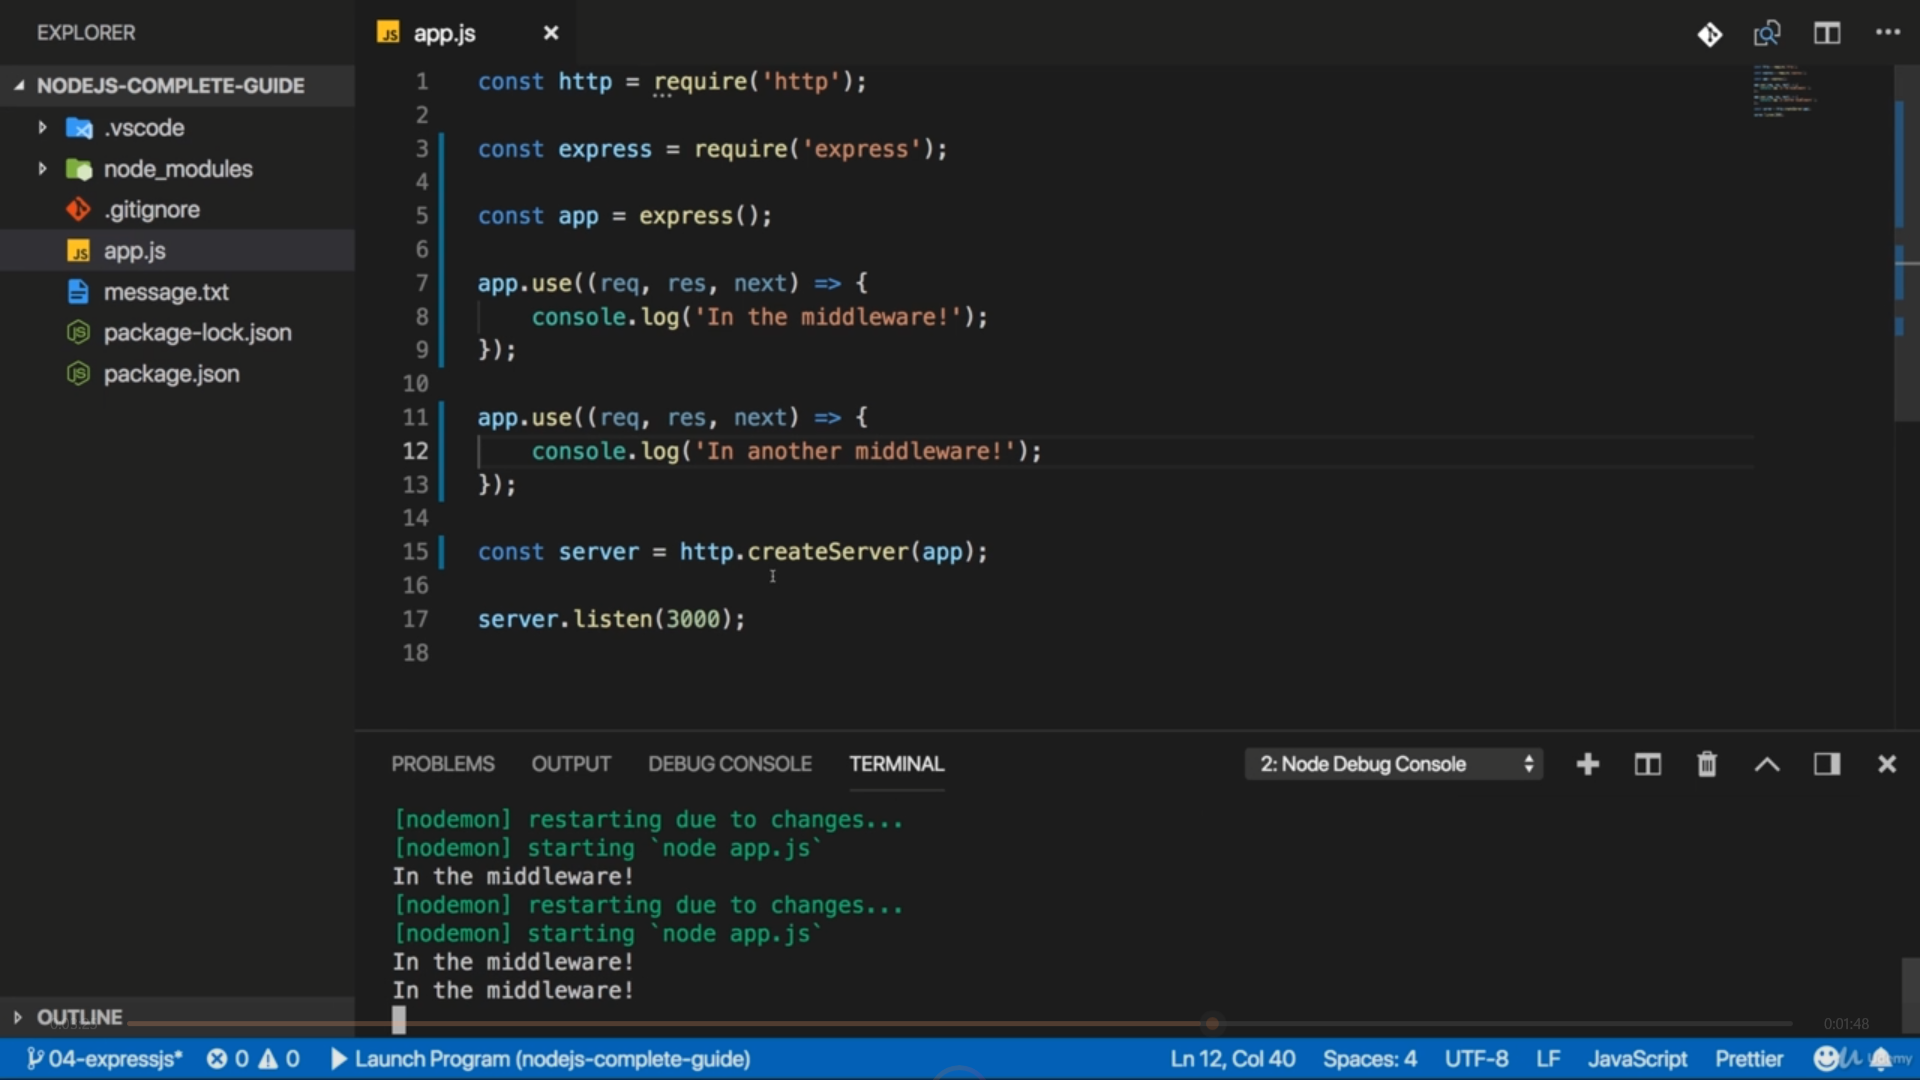 EXPLORER
NODEJS-COMPLETE-GUIDE
.vscode
node_modules
.gitignore
app.js
message.txt
package-lock.json
package.json
OUTLINE
app.js
1 const http = require('http');
2
3 const express = require('express');
4
5 const app = express();
6
7 app.use((req, res, next) => {
8 console.log('In the middleware!');
9 });
10
11 app.use((req, res, next) => {
12 console.log('In another middleware!');
13 });
14
15 const server = http.createServer(app);
16
17 server.listen(3000);
18
PROBLEMS OUTPUT DEBUG CONSOLE TERMINAL 2: Node Debug Console
[nodemon] restarting due to changes...
[nodemon] starting `node app.js`
In the middleware!
[nodemon] restarting due to changes...
[nodemon] starting `node app.js`
In the middleware!
In the middleware!
0:01:48
04-expressjs* 0 0 Launch Program (nodejs-complete-guide) Ln 12, Col 40 Spaces: 4 UTF-8 LF JavaScript Prettier